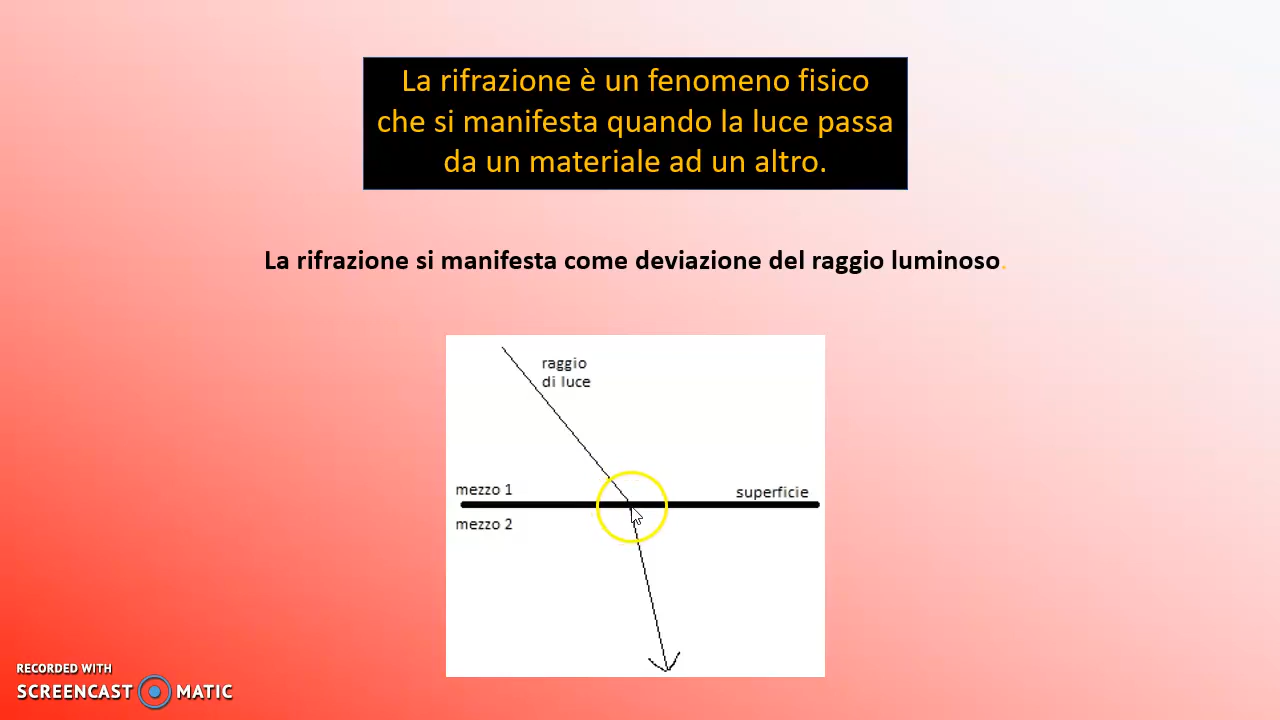 La rifrazione è un fenomeno fisico
che si manifesta quando la luce passa
da un materiale ad un altro.
La rifrazione si manifesta come deviazione del raggio luminoso.
raggio
di luce
mezzo 1
superficie
mezzo 2
RECORDED WITH
SCREENCAST MATIC